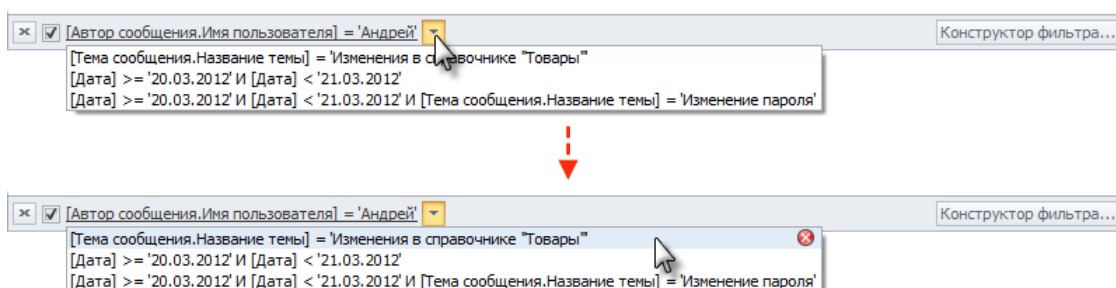 [Автор сообщения.Имя пользователя] = 'Андрей' Конструктор фильтра...
[Тема сообщения.Название темы] = 'Изменения в справочнике "Товары"'
[Дата] >= '20.03.2012' И [Дата] < '21.03.2012'
[Дата] >= '20.03.2012' И [Дата] < '21.03.2012' И [Тема сообщения.Название темы] = 'Изменение пароля'
[Автор сообщения.Имя пользователя] = 'Андрей' Конструктор фильтра...
[Тема сообщения.Название темы] = 'Изменения в справочнике "Товары"'
[Дата] >= '20.03.2012' И [Дата] < '21.03.2012'
[Дата] >= '20.03.2012' И [Дата] < '21.03.2012' И [Тема сообщения.Название темы] = 'Изменение пароля'